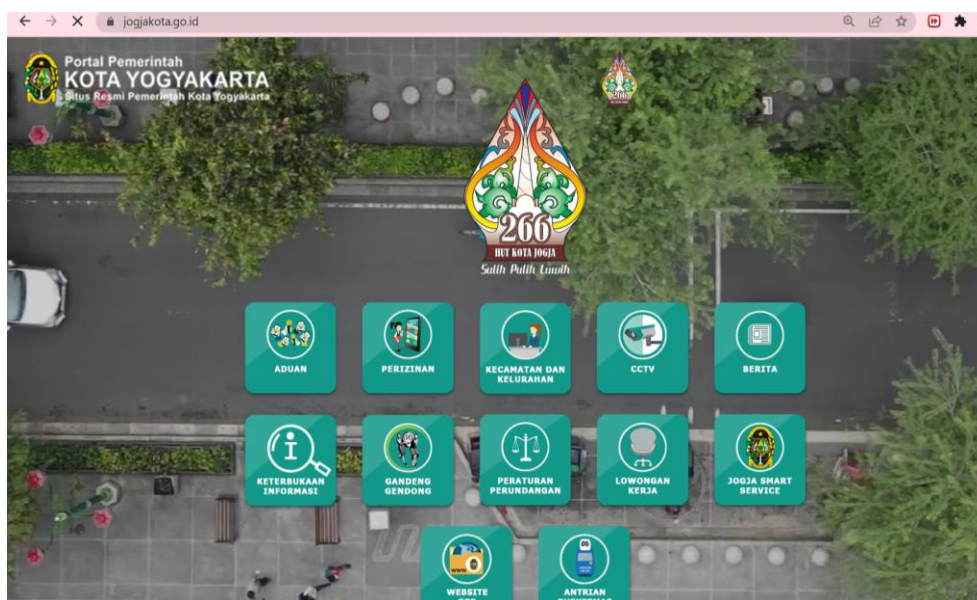 jogjakota.go.id
Portal Pemerintah
KOTA YOGYAKARTA
Situs Resmi Pemerintah Kota Yogyakarta
266
HUT KOTA JOGJA
Salih Pulih Luwih
ADUAN
PERIZINAN
KECAMATAN DAN
KELURAHAN
CCTV
BERITA
KETERBUKAAN
INFORMASI
GANDENG
GENDONG
PERATURAN
PERUNDANGAN
LOWONGAN
KERJA
JOGJA SMART
SERVICE
WEBSITE
ANTRIAN